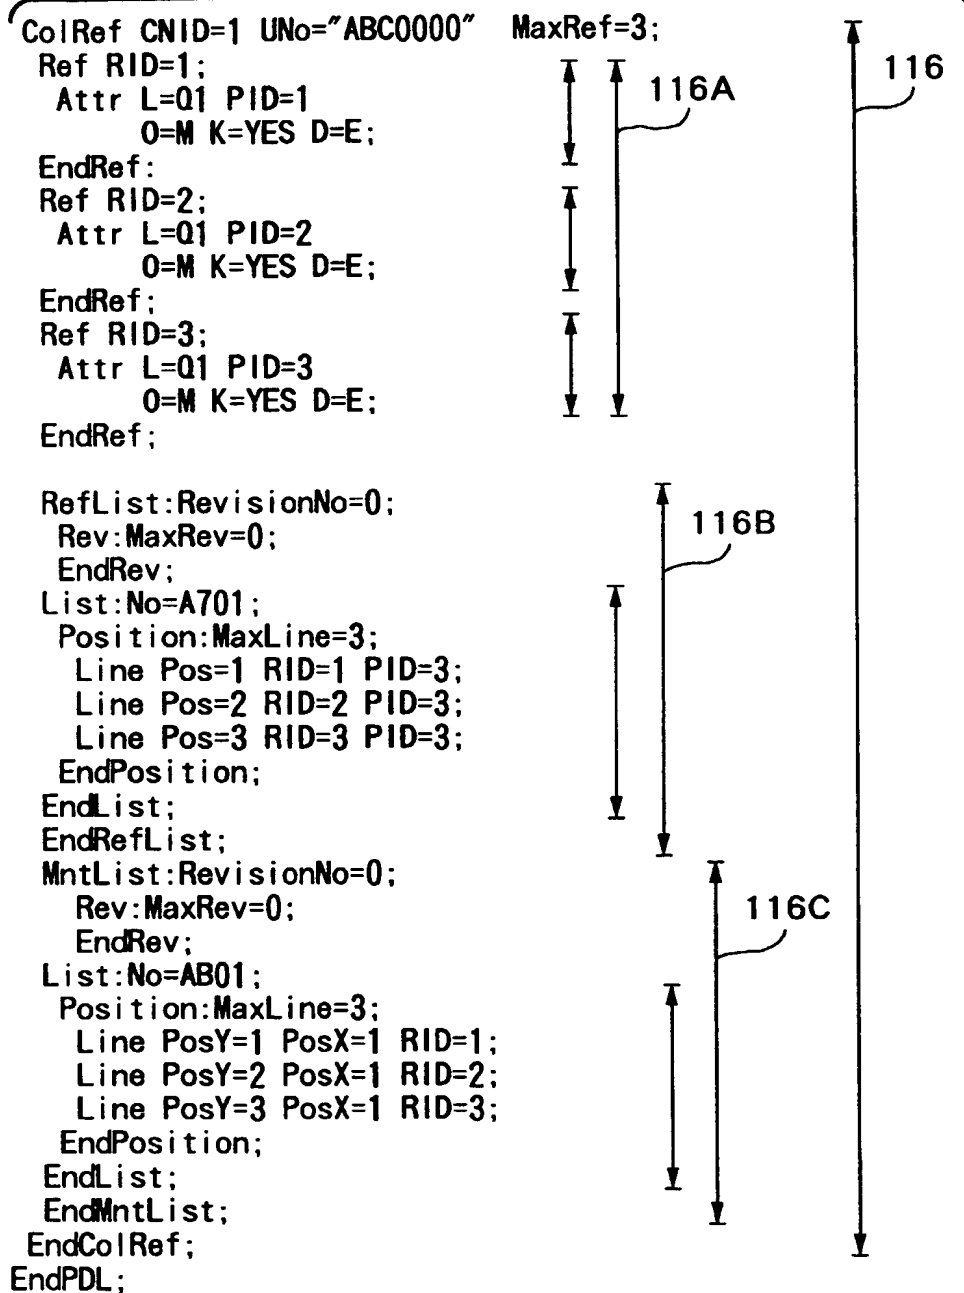 ColRef CNID=1 UNo="ABC0000" MaxRef=3;
Ref RID=1;
116
Attr L=Q1 PID=1
116A
O=M K=YES D=E;
EndRef:
Ref RID=2;
Attr L=Q1 PID=2
O=M K=YES D=E;
EndRef;
Ref RID=3;
Attr L=Q1 PID=3
O=M K=YES D=E;
EndRef;
RefList:RevisionNo=0;
116B
Rev:MaxRev=0;
EndRev;
List:No=A701;
Position:MaxLine=3;
Line Pos=1 RID=1 PID=3;
Line Pos=2 RID=2 PID=3;
Line Pos=3 RID=3 PID=3;
EndPosition;
EndList;
EndRefList;
MntList:RevisionNo=0;
Rev:MaxRev=0;
116C
EndRev;
List:No=AB01;
Position:MaxLine=3;
Line PosY=1 PosX=1 RID=1;
Line PosY=2 PosX=1 RID=2;
Line PosY=3 PosX=1 RID=3;
EndPosition;
EndList;
EndMntList;
EndColRef;
EndPDL;